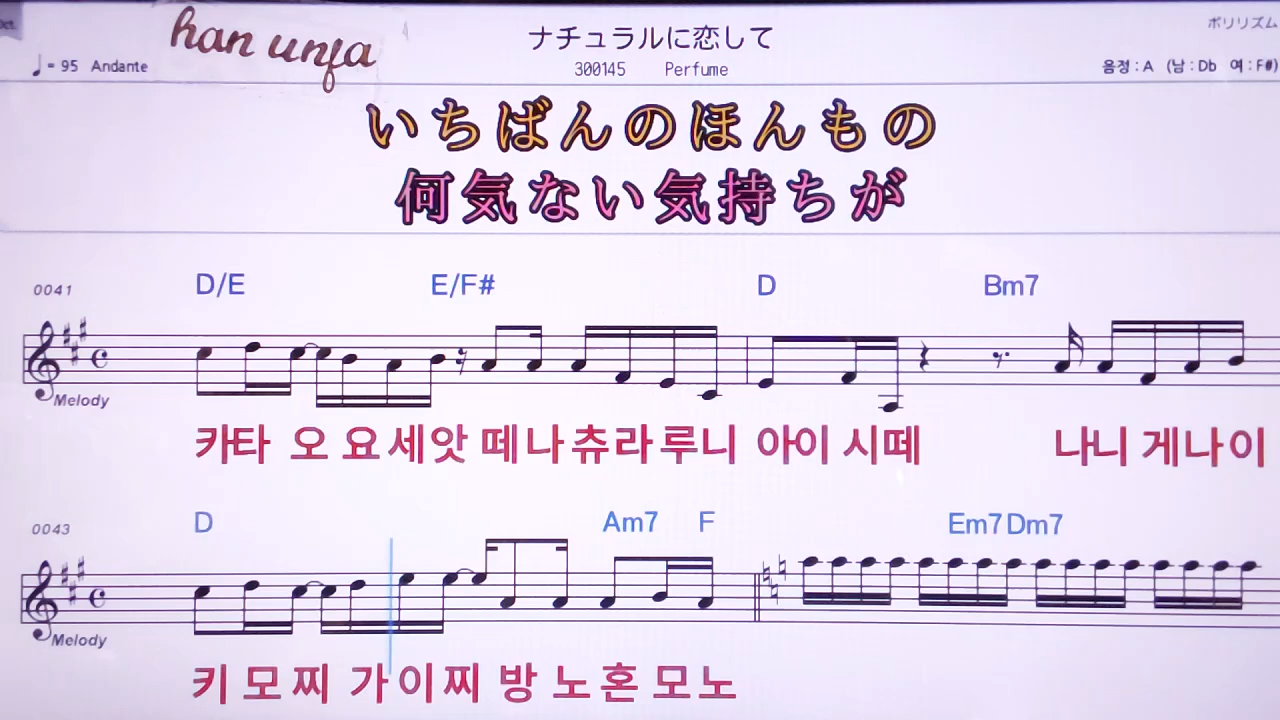 han unfa
ナチュラルに恋して
ポリリズム
♩= 95 Andante
300145 Perfume
음정 : A (남 : Db 여 : F#)
いちばんのほんもの
何気ない気持ちが
0041 D/E E/F# D Bm7
Melody
카타 오 요 세앗 떼나 츄라루니 아이 시떼 나니 게나이
0043 D Am7 F Em7 Dm7
Melody
키 모 찌 가 이 찌 방 노 혼 모노